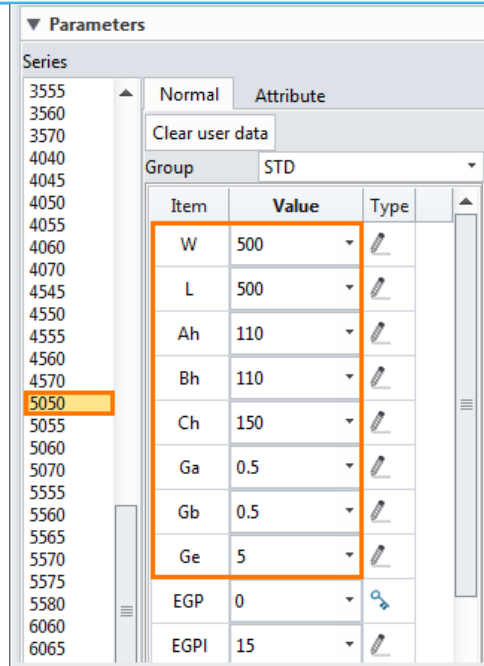 Parameters
Series
3555
3560
3570
4040
4045
4050
4055
4060
4070
4545
4550
4555
4560
4570
5050
5055
5060
5070
5555
5560
5565
5570
5575
5580
6060
6065
Normal Attribute
Clear user data
Group STD
Item Value Type
W 500
L 500
Ah 110
Bh 110
Ch 150
Ga 0.5
Gb 0.5
Ge 5
EGP 0
EGPI 15